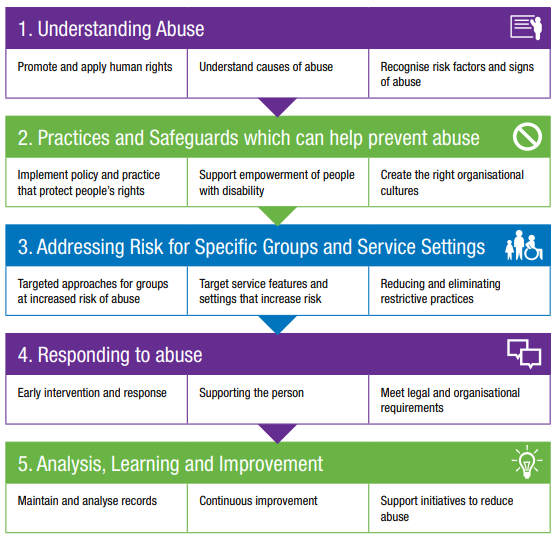 1. Understanding Abuse
Promote and apply human rights
Understand causes of abuse
Recognise risk factors and signs
of abuse
2. Practices and Safeguards which can help prevent abuse
Implement policy and practice
that protect people's rights
Support empowerment of people
with disability
Create the right organisational
cultures
3. Addressing Risk for Specific Groups and Service Settings
Targeted approaches for groups
at increased risk of abuse
Target service features and
settings that increase risk
Reducing and eliminating
restrictive practices
4. Responding to abuse
Early intervention and response
Supporting the person
Meet legal and organisational
requirements
5. Analysis, Learning and Improvement
Maintain and analyse records
Continuous improvement
Support initiatives to reduce
abuse